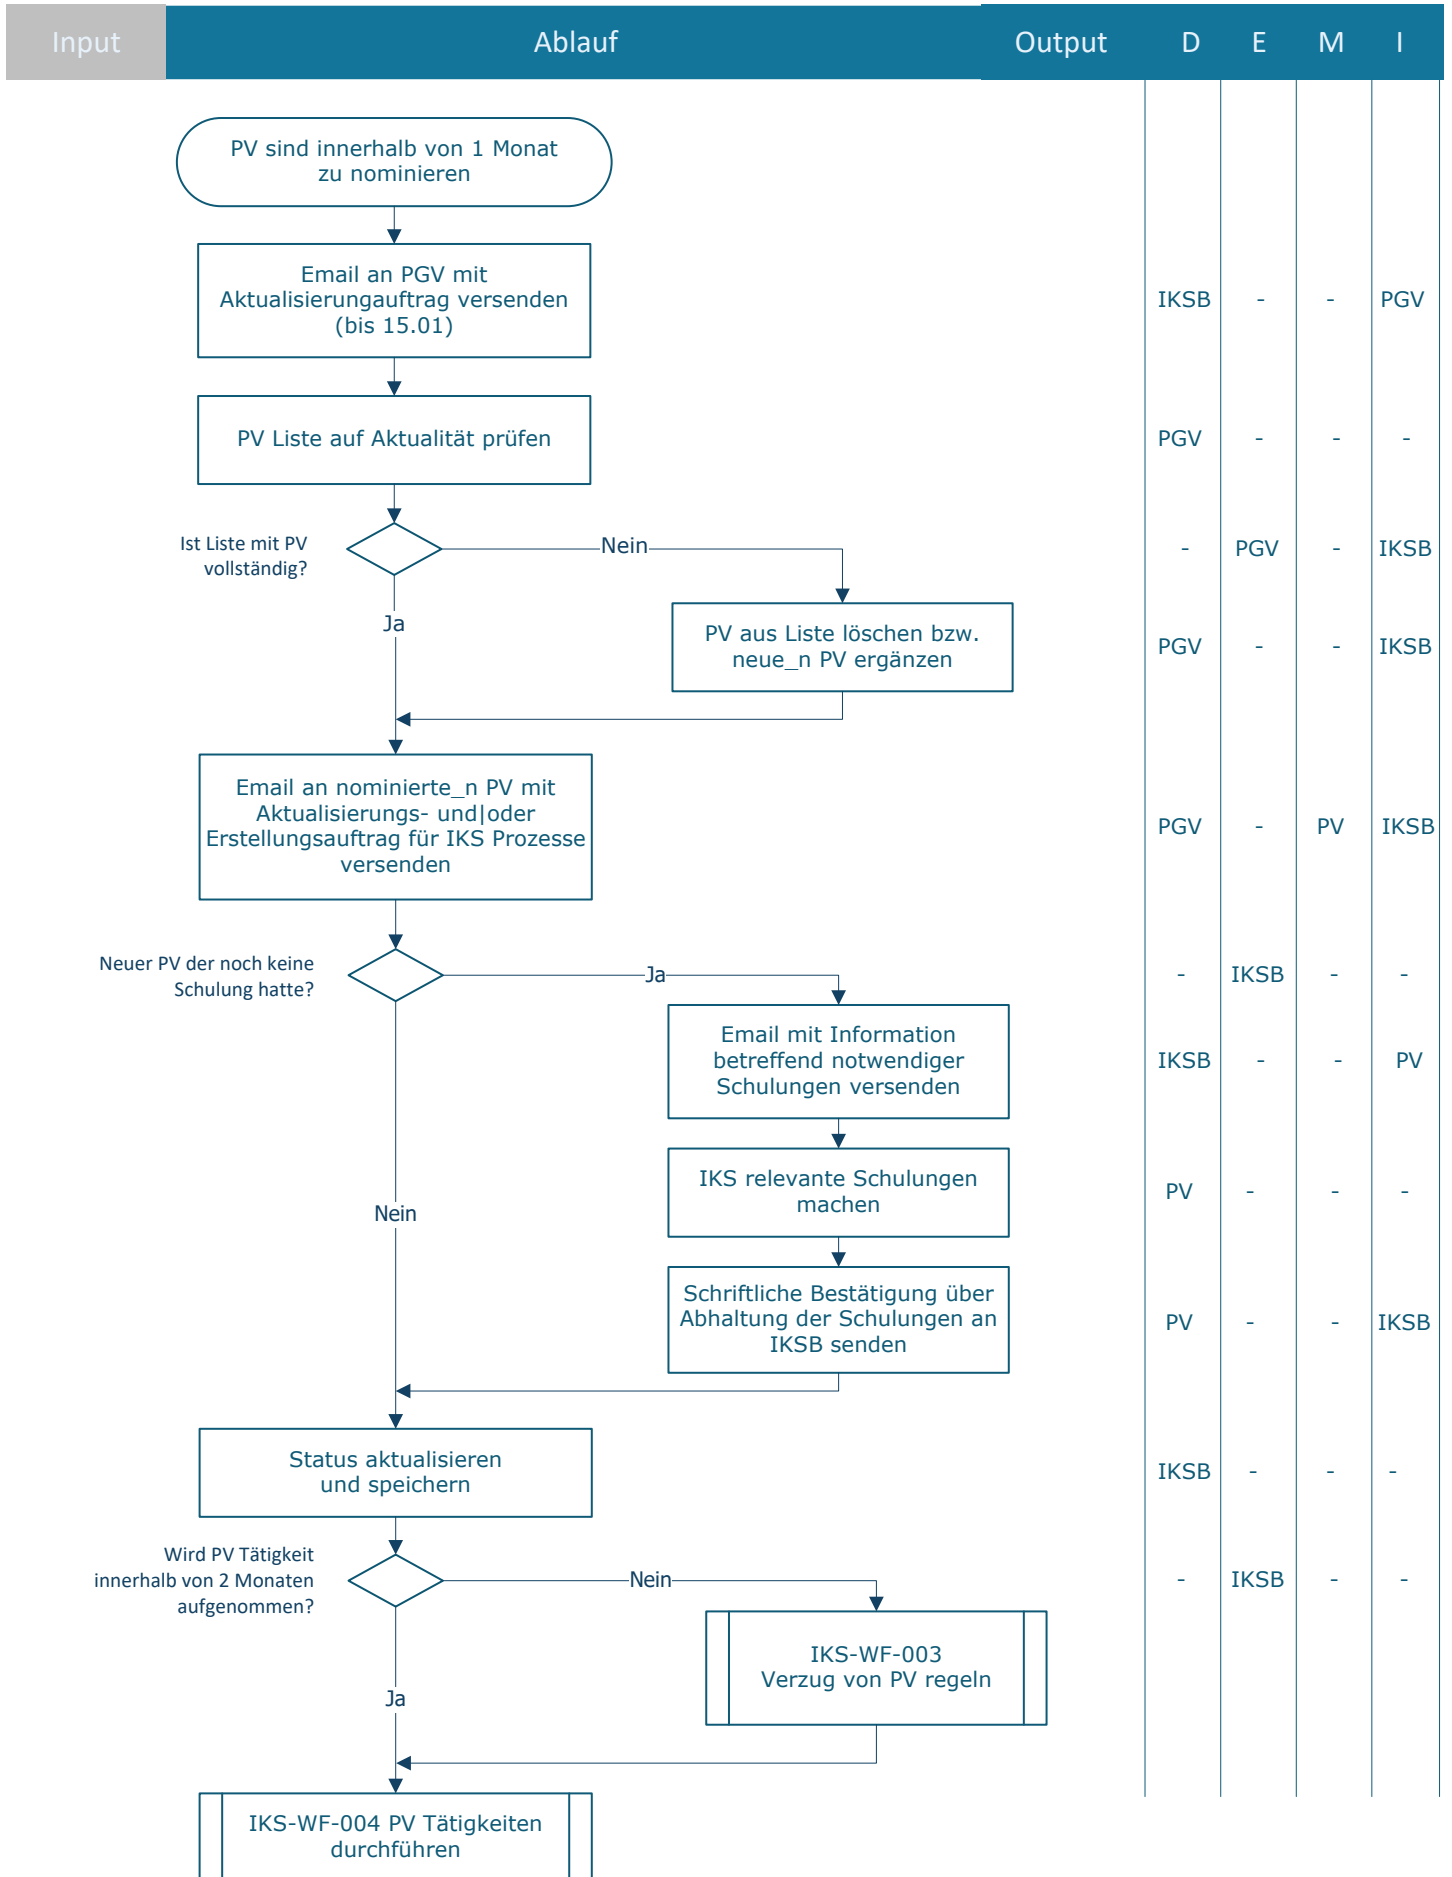 Input Ablauf Output D E M I
PV sind innerhalb von 1 Monat
zu nominieren
Email an PGV mit
Aktualisierungauftrag versenden
(bis 15.01)
IKSB - - PGV
PV Liste auf Aktualität prüfen
PGV - - -
Ist Liste mit PV
vollständig?
Nein
- PGV - IKSB
Ja
PV aus Liste löschen bzw.
neue_n PV ergänzen
PGV - - IKSB
Email an nominierte_n PV mit
Aktualisierungs- und|oder
Erstellungsauftrag für IKS Prozesse
versenden
PGV - PV IKSB
Neuer PV der noch keine
Schulung hatte?
Ja
- IKSB - -
Email mit Information
betreffend notwendiger
Schulungen versenden
IKSB - - PV
IKS relevante Schulungen
machen
PV - - -
Nein
Schriftliche Bestätigung über
Abhaltung der Schulungen an
IKSB senden
PV - - IKSB
Status aktualisieren
und speichern
IKSB - - -
Wird PV Tätigkeit
innerhalb von 2 Monaten
aufgenommen?
Nein
- IKSB - -
IKS-WF-003
Verzug von PV regeln
Ja
IKS-WF-004 PV Tätigkeiten
durchführen